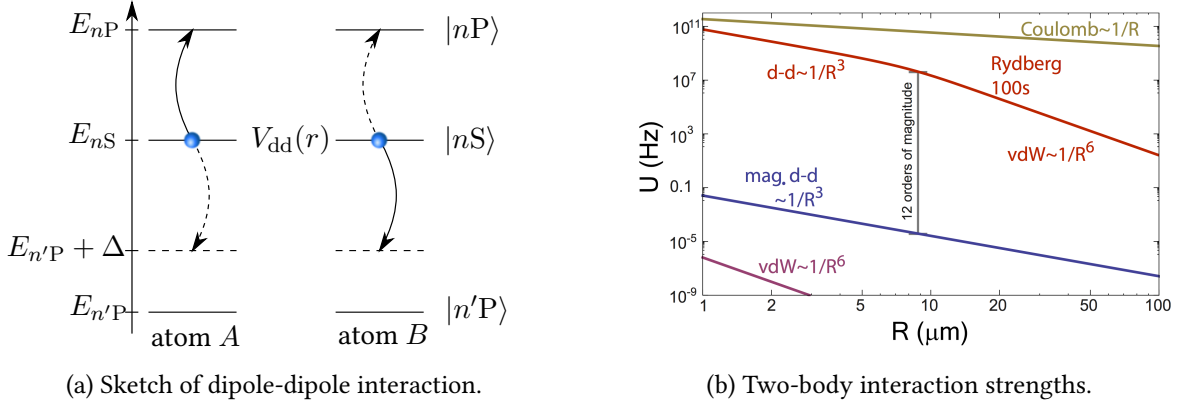 E_{nP}
E_{nS}
E_{n′P} + Δ
E_{n′P}
V_{dd}(r)
|nP⟩
|nS⟩
|n′P⟩
atom A
atom B
(a) Sketch of dipole-dipole interaction.
U (Hz)
10^{11}
10^{7}
10^{3}
0.1
10^{-5}
10^{-9}
Coulomb~1/R
d-d~1/R^{3}
Rydberg
100s
vdW~1/R^{6}
12 orders of magnitude
mag. d-d
~1/R^{3}
vdW~1/R^{6}
1 2 5 10 20 50 100
R (μm)
(b) Two-body interaction strengths.